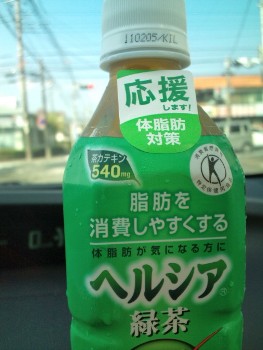 110205/KIL
応援
します!
体脂肪
対策
茶カテキン
540mg
脂肪を
消費しやすくする
体脂肪が気になる方に
ヘルシア
緑茶